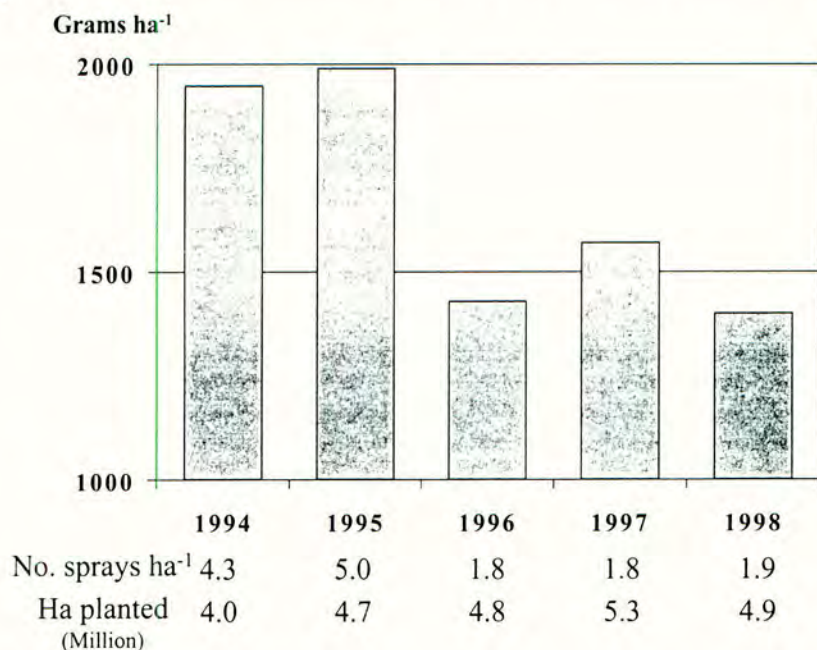 Grams ha⁻¹
2000
1500
1000
1994 1995 1996 1997 1998
No. sprays ha⁻¹ 4.3 5.0 1.8 1.8 1.9
Ha planted 4.0 4.7 4.8 5.3 4.9
(Million)